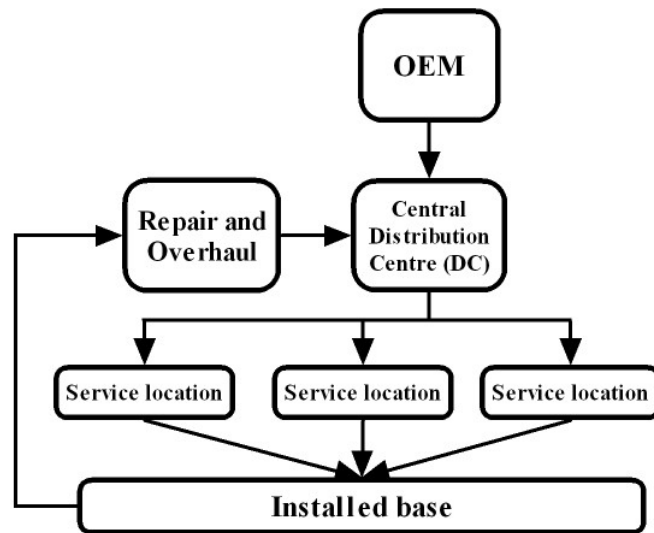 OEM
Repair and
Overhaul
Central
Distribution
Centre (DC)
Service location
Service location
Service location
Installed base